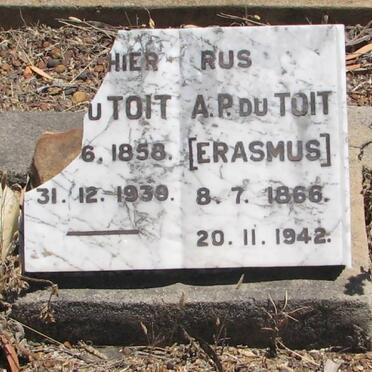 HIER RUS
U TOIT A.P. DU TOIT
6. 1858. [ERASMUS]
31. 12. 1939. 8. 7. 1866.
20. 11. 1942.